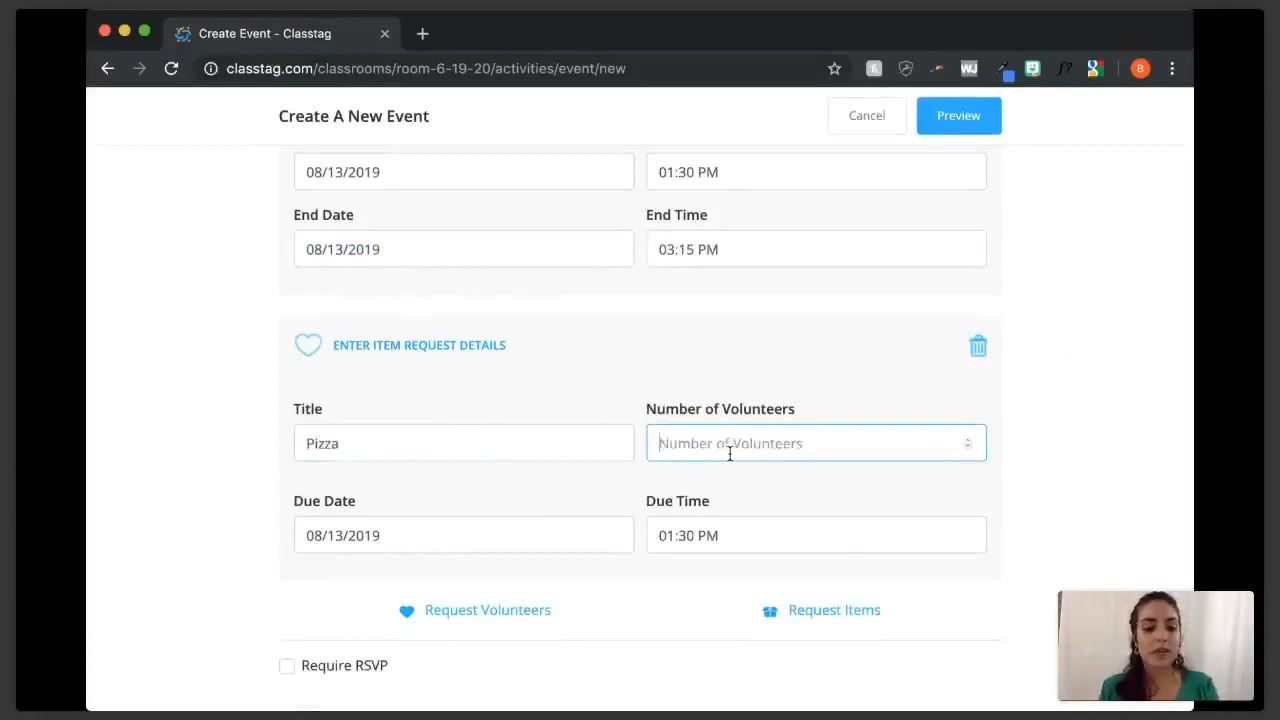 Create Event - Classtag
classtag.com/classrooms/room-6-19-20/activities/event/new
WJ
f?
B
Create A New Event
Cancel
Preview
08/13/2019
01:30 PM
End Date
End Time
08/13/2019
03:15 PM
ENTER ITEM REQUEST DETAILS
Title
Number of Volunteers
Pizza
Number of Volunteers
Due Date
Due Time
08/13/2019
01:30 PM
Request Volunteers
Request Items
Require RSVP